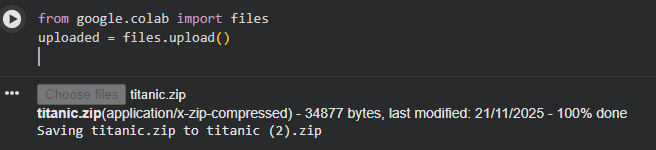 from google.colab import files
uploaded = files.upload()
Choose files titanic.zip
titanic.zip(application/x-zip-compressed) - 34877 bytes, last modified: 21/11/2025 - 100% done
Saving titanic.zip to titanic (2).zip